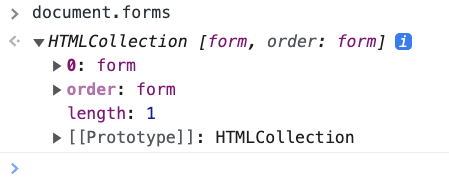 document.forms
HTMLCollection [form, order: form] i
0: form
order: form
length: 1
[[Prototype]]: HTMLCollection